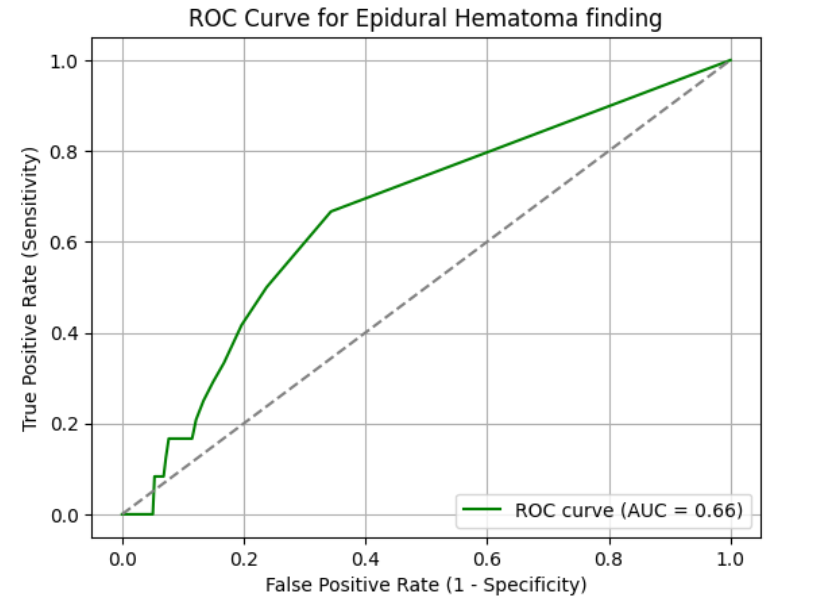 ROC Curve for Epidural Hematoma finding
True Positive Rate (Sensitivity)
1.0
0.8
0.6
0.4
0.2
0.0
ROC curve (AUC = 0.66)
0.0 0.2 0.4 0.6 0.8 1.0
False Positive Rate (1 - Specificity)